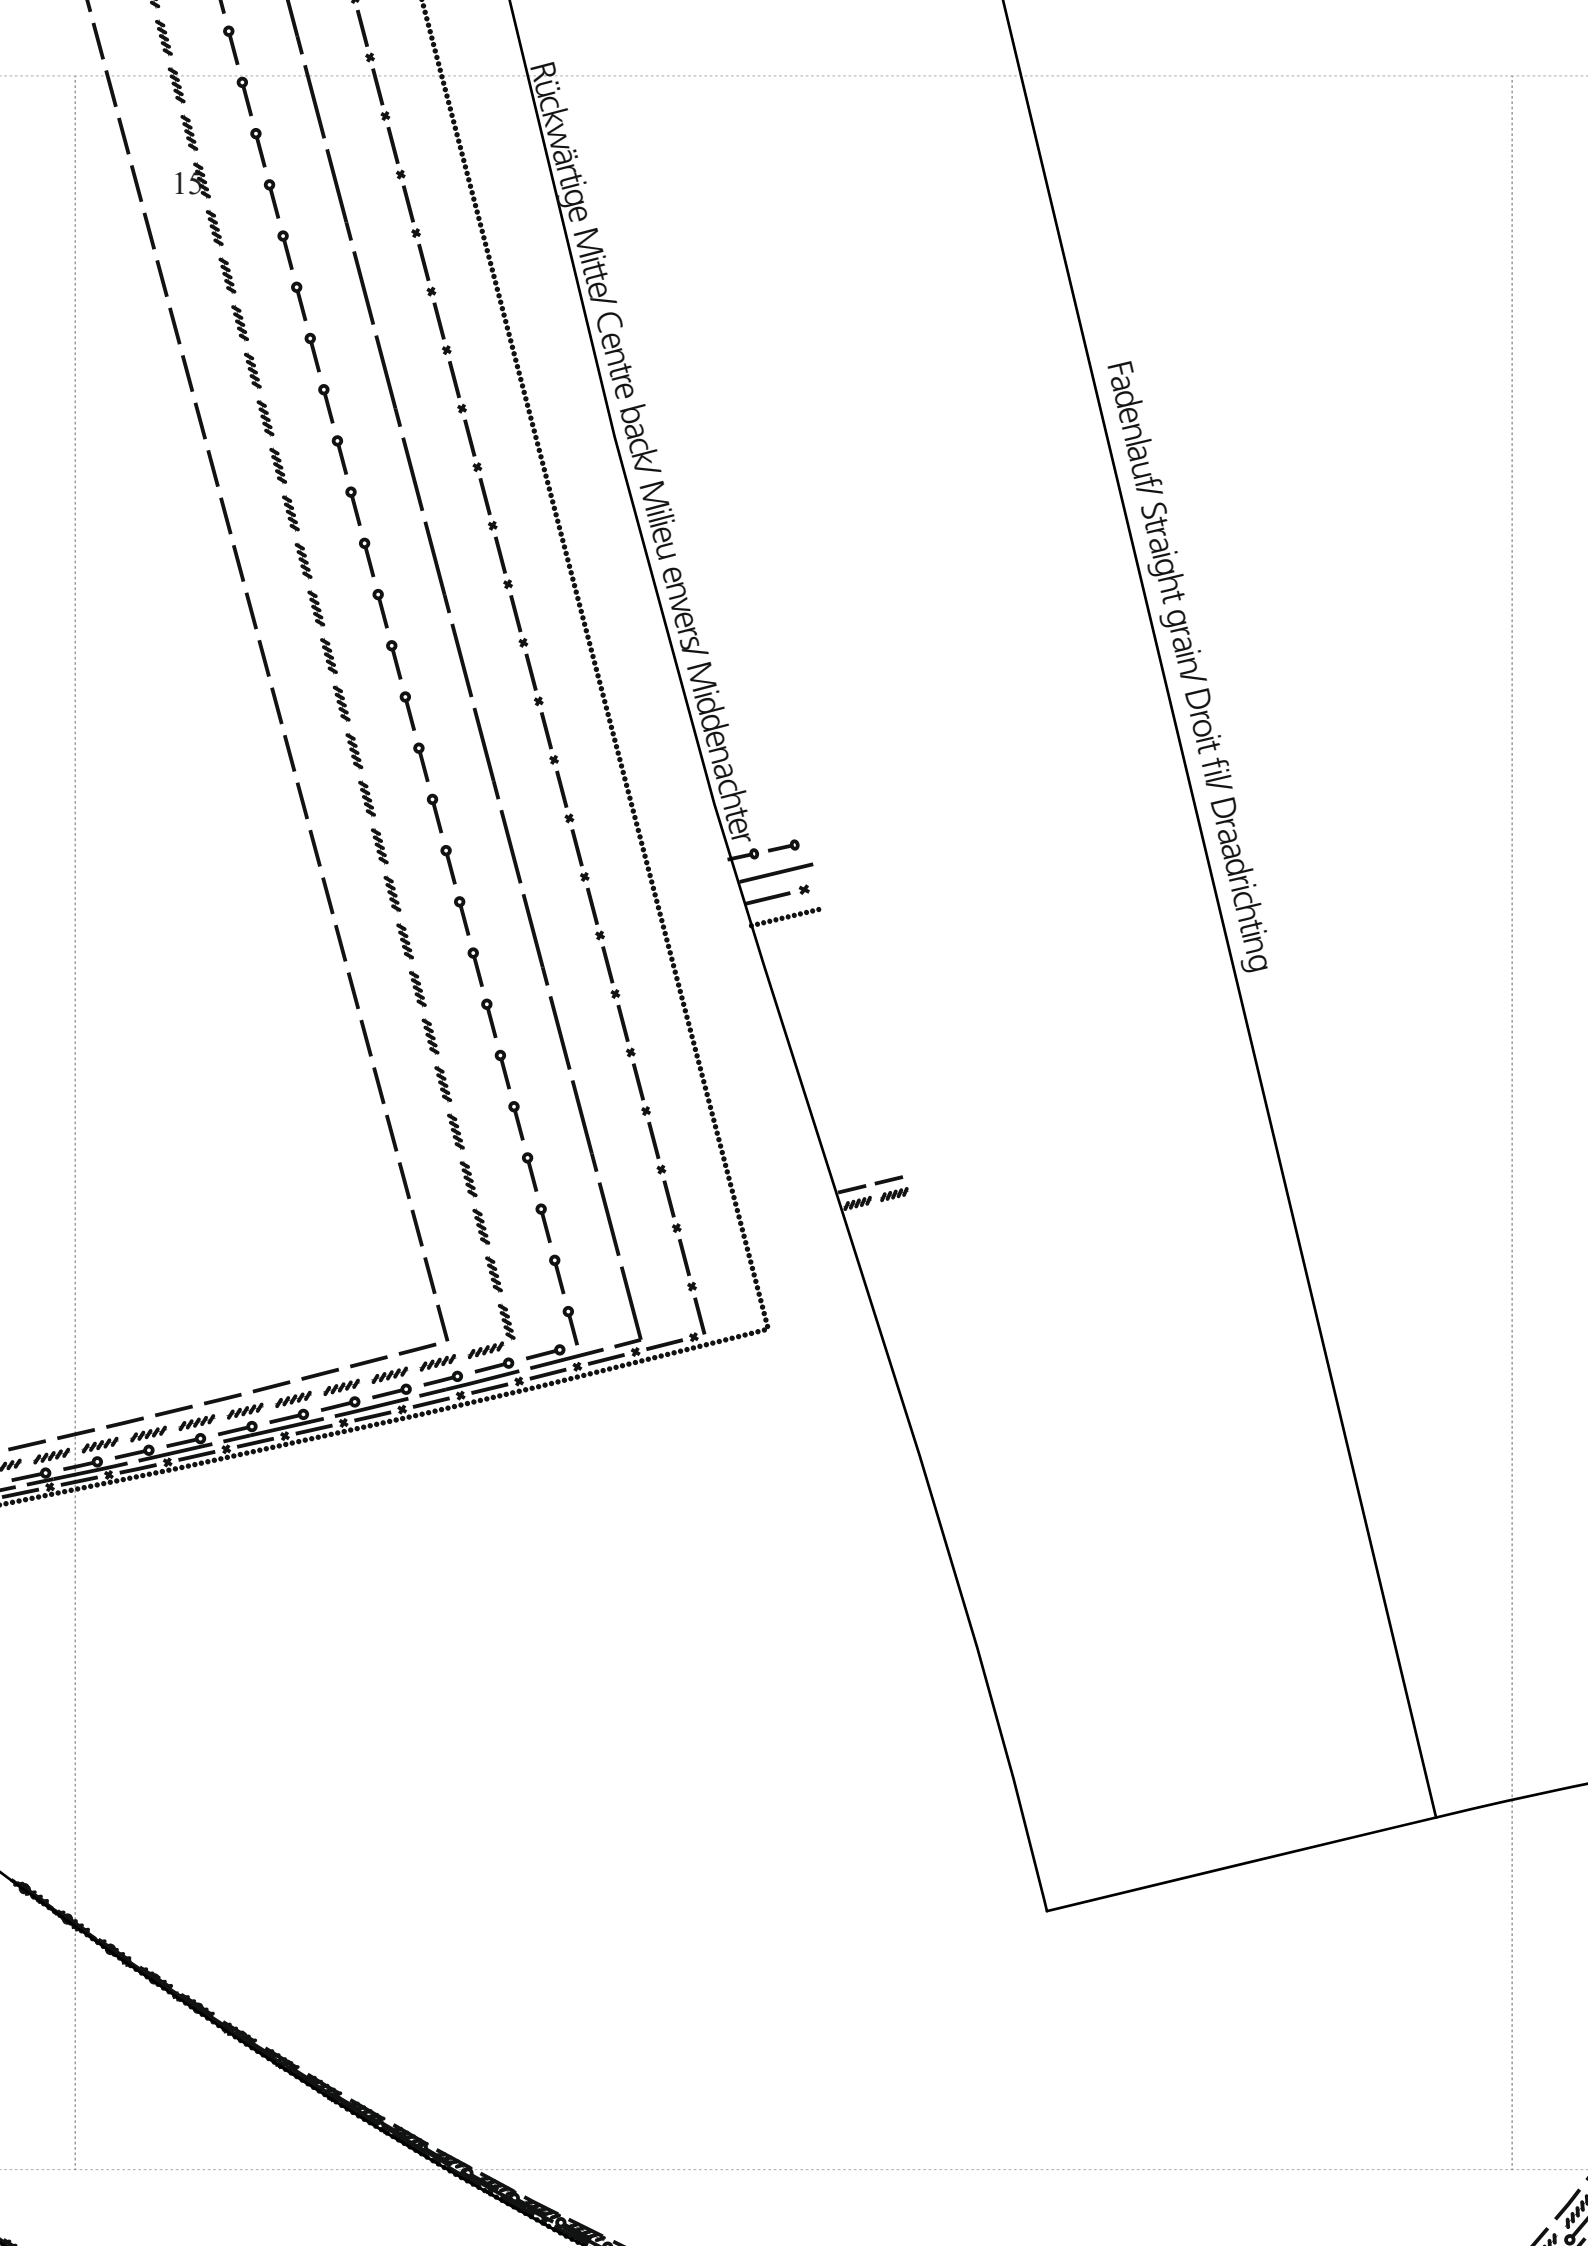 15
Rückwärtige Mitte/ Centre back/ Milieu envers/ Middenachter
Fadenlauf/ Straight grain/ Droit fil/ Draadrichting